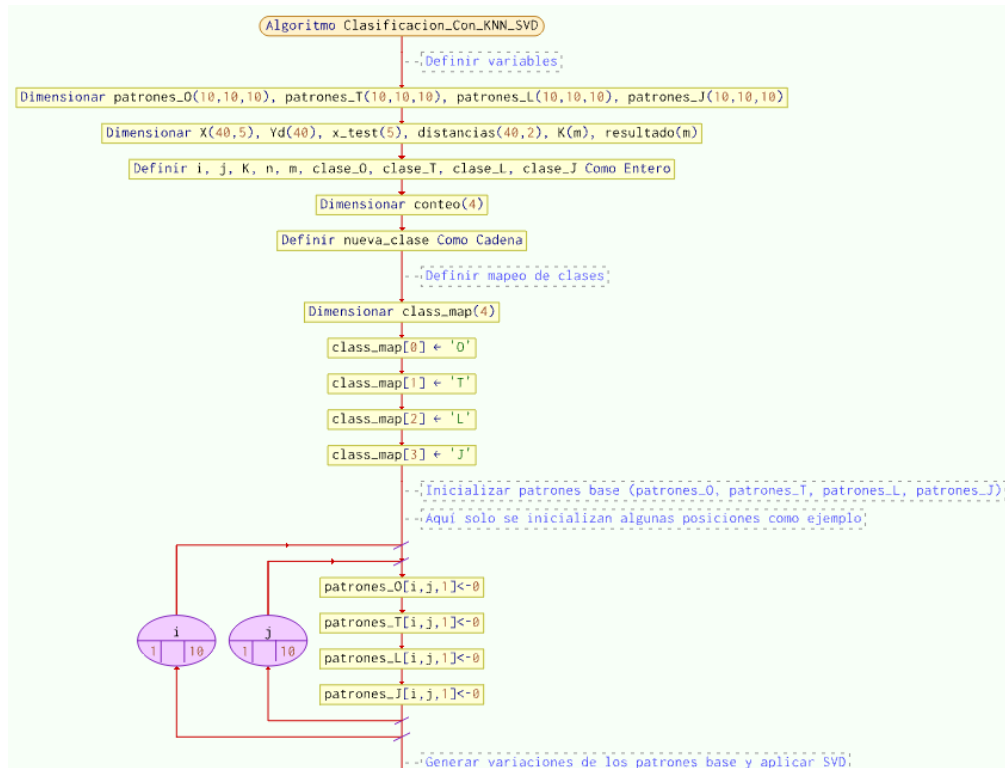 Algoritmo Clasificacion_Con_KNN_SVD
Definir variables
Dimensionar patrones_O(10,10,10), patrones_T(10,10,10), patrones_L(10,10,10), patrones_J(10,10,10)
Dimensionar X(40,5), Yd(40), x_test(5), distancias(40,2), K(m), resultado(m)
Definir i, j, K, n, m, clase_O, clase_T, clase_L, clase_J Como Entero
Dimensionar conteo(4)
Definir nueva_clase Como Cadena
Definir mapeo de clases
Dimensionar class_map(4)
class_map[0] ← 'O'
class_map[1] ← 'T'
class_map[2] ← 'L'
class_map[3] ← 'J'
Inicializar patrones base (patrones_O, patrones_T, patrones_L, patrones_J)
Aquí solo se inicializan algunas posiciones como ejemplo
i
1 10
j
1 10
patrones_O[i,j,1]<-0
patrones_T[i,j,1]<-0
patrones_L[i,j,1]<-0
patrones_J[i,j,1]<-0
Generar variaciones de los patrones base y aplicar SVD